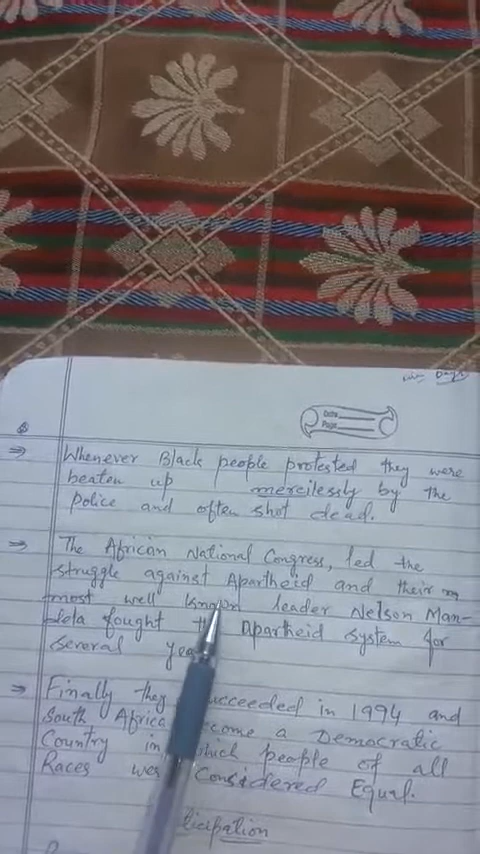 Date
Page
⇒ Whenever Black people protested they were
beaten up mercilessly by the
police and often shot dead.
⇒ The African National Congress, led the
struggle against Apartheid and their
most well known leader Nelson Man-
dela fought Apartheid system for
several
⇒ Finally they succeeded in 1994 and
South Africa become a Democratic
Country in which people of all
Races were Considered Equal.